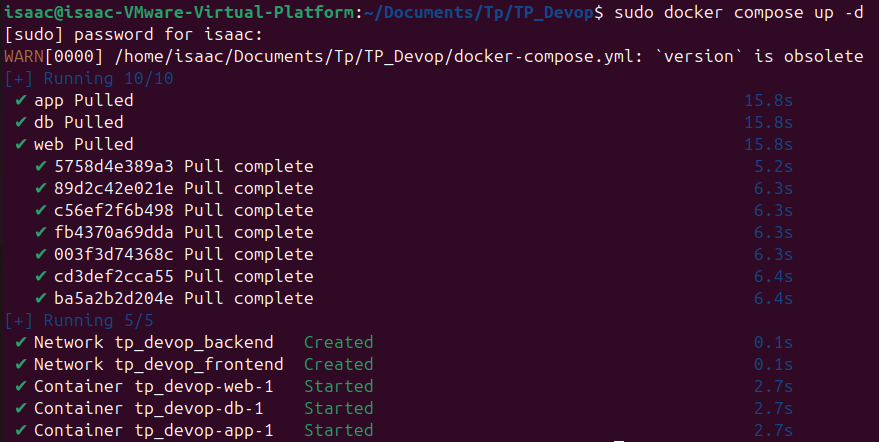 isaac@isaac-VMware-Virtual-Platform:~/Documents/Tp/TP_Devop$ sudo docker compose up -d
[sudo] password for isaac:
WARN[0000] /home/isaac/Documents/Tp/TP_Devop/docker-compose.yml: `version` is obsolete
[+] Running 10/10
✔ app Pulled 15.8s
✔ db Pulled 15.8s
✔ web Pulled 15.8s
✔ 5758d4e389a3 Pull complete 5.2s
✔ 89d2c42e021e Pull complete 6.3s
✔ c56ef2f6b498 Pull complete 6.3s
✔ fb4370a69dda Pull complete 6.3s
✔ 003f3d74368c Pull complete 6.3s
✔ cd3def2cca55 Pull complete 6.4s
✔ ba5a2b2d204e Pull complete 6.4s
[+] Running 5/5
✔ Network tp_devop_backend Created 0.1s
✔ Network tp_devop_frontend Created 0.1s
✔ Container tp_devop-web-1 Started 2.7s
✔ Container tp_devop-db-1 Started 2.7s
✔ Container tp_devop-app-1 Started 2.7s